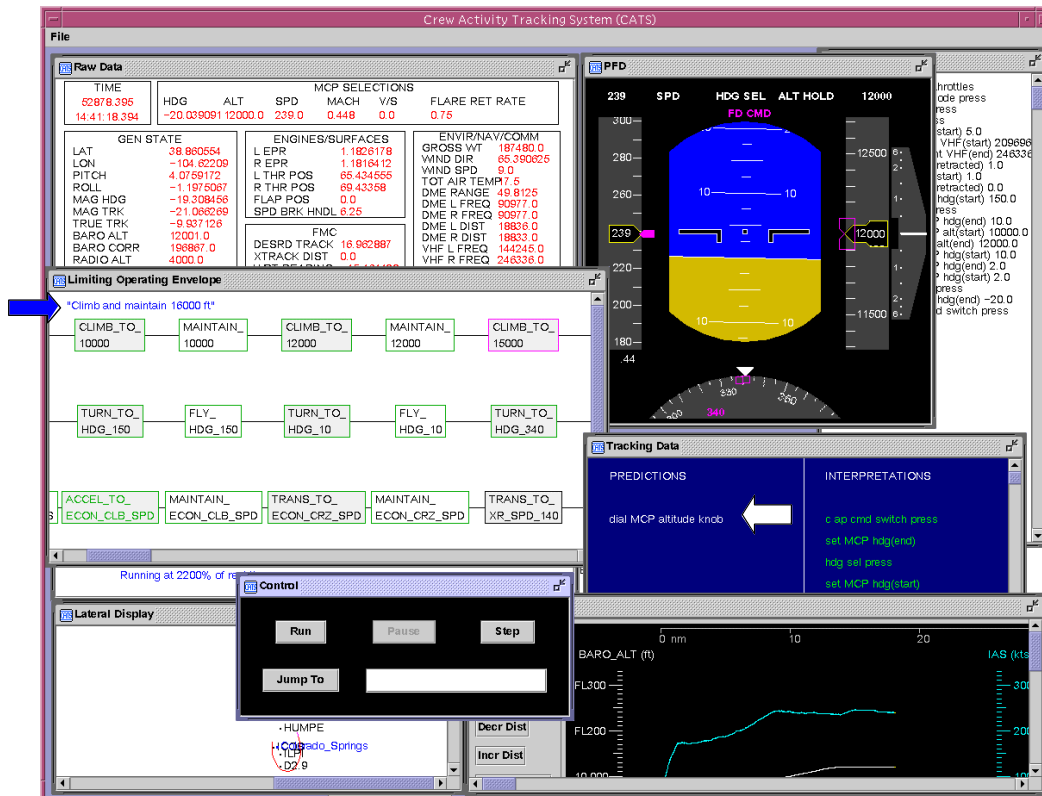 Crew Activity Tracking System (CATS)
File
Raw Data
TIME
52878.395
14:41:18.394
MCP SELECTIONS
HDG ALT SPD MACH V/S FLARE RET RATE
-20.039091 12000.0 239.0 0.448 0.0 0.75
GEN STATE
LAT 38.860554
LON -104.62209
PITCH 4.0759172
ROLL -1.1975067
MAG HDG -19.308456
MAG TRK -21.066269
TRUE TRK -9.937126
BARO ALT 12001.0
BARO CORR 196867.0
RADIO ALT 4000.0
ENGINES/SURFACES
L EPR 1.1826178
R EPR 1.1816412
L THR POS 65.434555
R THR POS 69.43358
FLAP POS 0.0
SPD BRK HNDL 6.25
FMC
DESRD TRACK 16.962887
XTRACK DIST 0.0
ENVIR/NAV/COMM
GROSS WT 187480.0
WIND DIR 65.390625
WIND SPD 9.0
TOT AIR TEMP 17.5
DME RANGE 49.8125
DME L FREQ 90977.0
DME R FREQ 90977.0
DME L DIST 18836.0
DME R DIST 18833.0
VHF L FREQ 144245.0
VHF R FREQ 246336.0
PFD
239 SPD HDG SEL ALT HOLD 12000
FD CMD
300
280
260
239
220
200
180
.44
10 10
10 10
12500
12000
11500
6
2
1
1
2
6
330
300
340
hrottles
ode press
ress
ss
start) 5.0
VHF(start) 209696
t VHF(end) 246336
retracted) 1.0
start) 1.0
retracted) 0.0
hdg(start) 150.0
ress
P hdg(end) 10.0
P alt(start) 10000.0
alt(end) 12000.0
P hdg(start) 10.0
P hdg(end) 2.0
P hdg(start) 2.0
press
hdg(end) -20.0
d switch press
Limiting Operating Envelope
"Climb and maintain 16000 ft"
CLIMB_TO_ MAINTAIN_ CLIMB_TO_ MAINTAIN_ CLIMB_TO_
10000 10000 12000 12000 15000
TURN_TO_ FLY_ TURN_TO_ FLY_ TURN_TO_
HDG_150 HDG_150 HDG_10 HDG_10 HDG_340
ACCEL_TO_ MAINTAIN_ TRANS_TO_ MAINTAIN_ TRANS_TO_
S ECON_CLB_SPD ECON_CLB_SPD ECON_CRZ_SPD ECON_CRZ_SPD XR_SPD_140
Tracking Data
PREDICTIONS
dial MCP altitude knob
INTERPRETATIONS
c ap cmd switch press
set MCP hdg(end)
hdg sel press
set MCP hdg(start)
Running at 2200% of
Control
Run Pause Step
Jump To
Lateral Display
HUMPE
Colorado_Springs
D2.9
Decr Dist
Incr Dist
0 nm 10 20
BARO_ALT (ft) IAS (kts
FL300 300
FL200 200
10,000 100